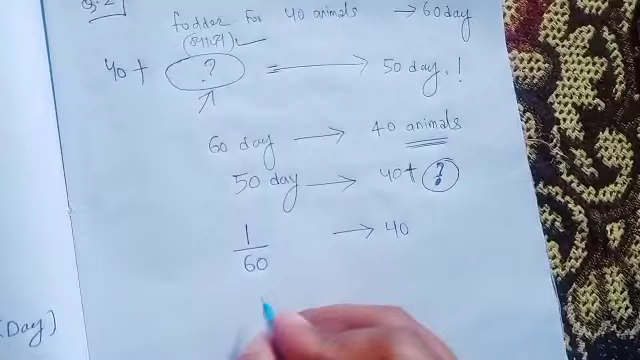 Q.2]
fodder for 40 animals → 60 day
40 + ? ⟹ 50 day.!
60 day → 40 animals
50 day → 40 + ?
1/60 → 40
(Day)